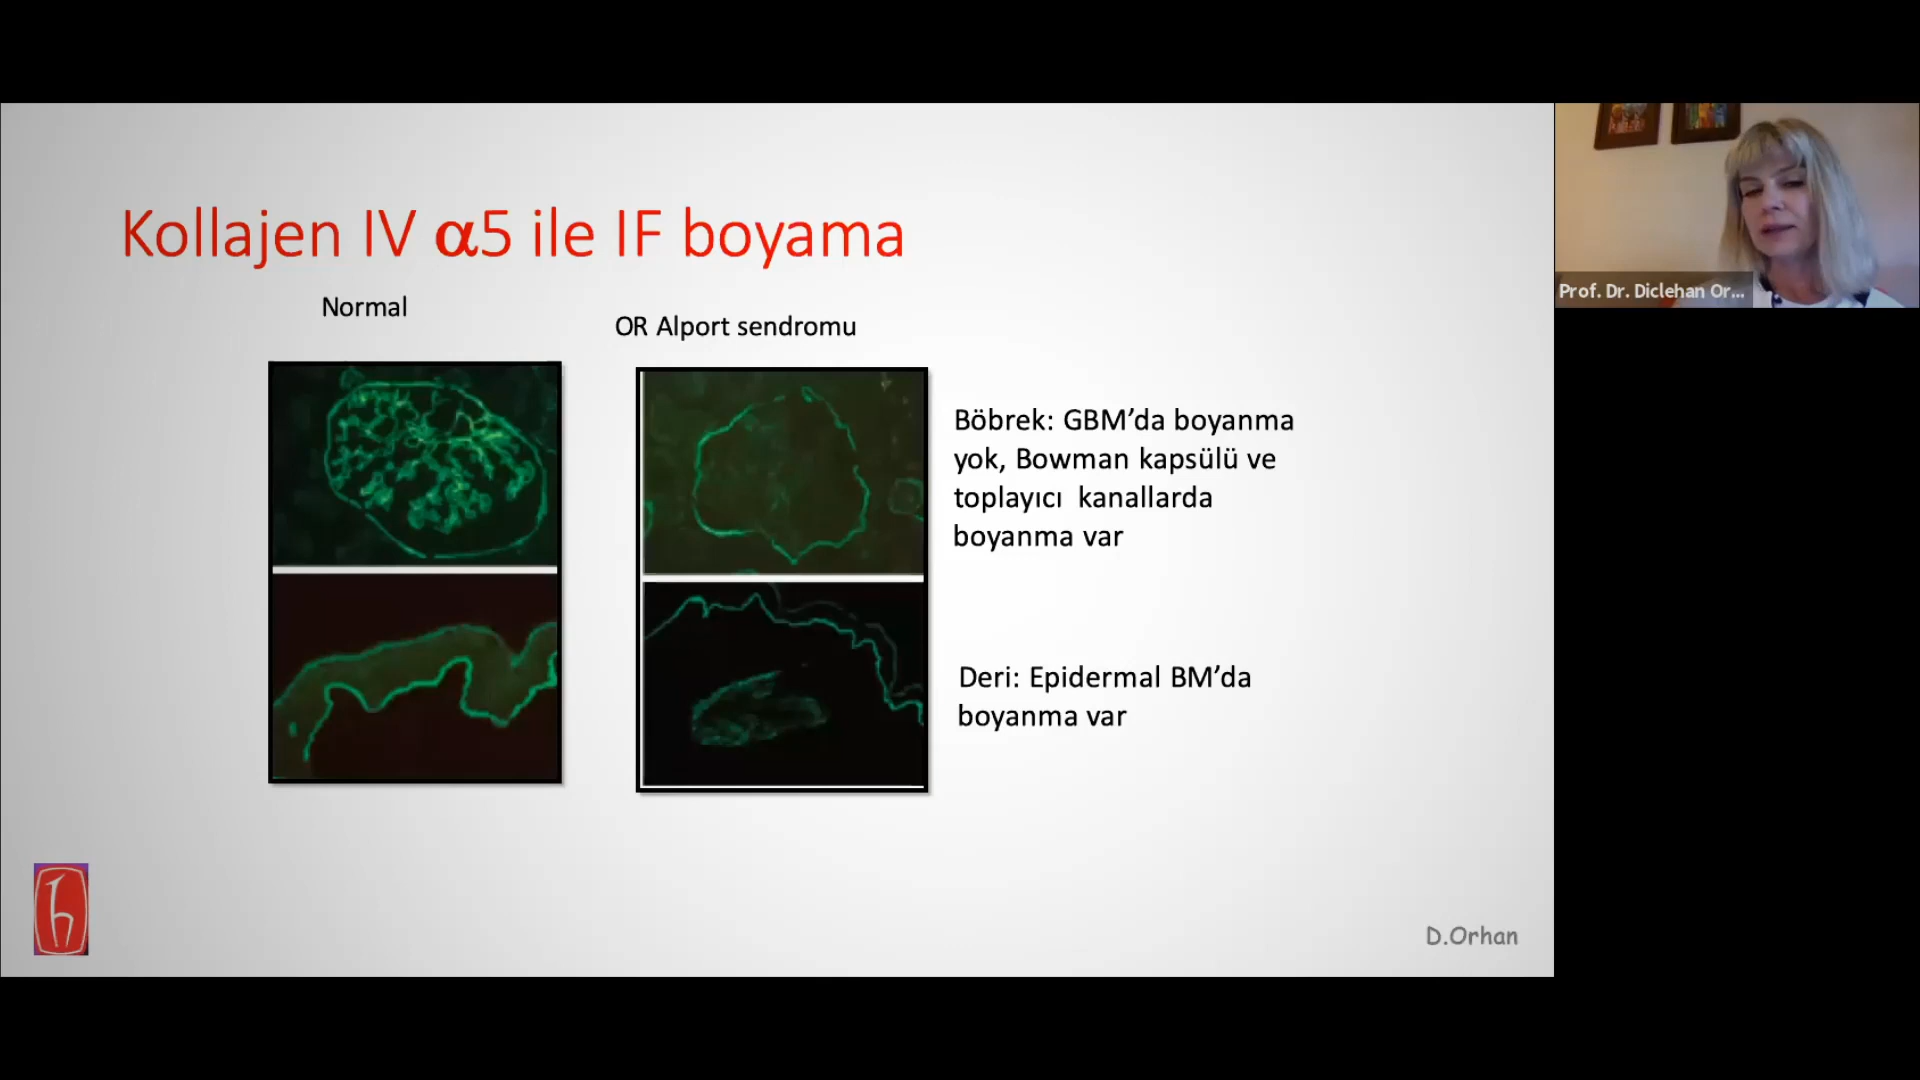 Kollajen IV α5 ile IF boyama
Normal
OR Alport sendromu
Böbrek: GBM’da boyanma
yok, Bowman kapsülü ve
toplayıcı kanallarda
boyanma var
Deri: Epidermal BM’da
boyanma var
D.Orhan
Prof. Dr. Diclehan Or...